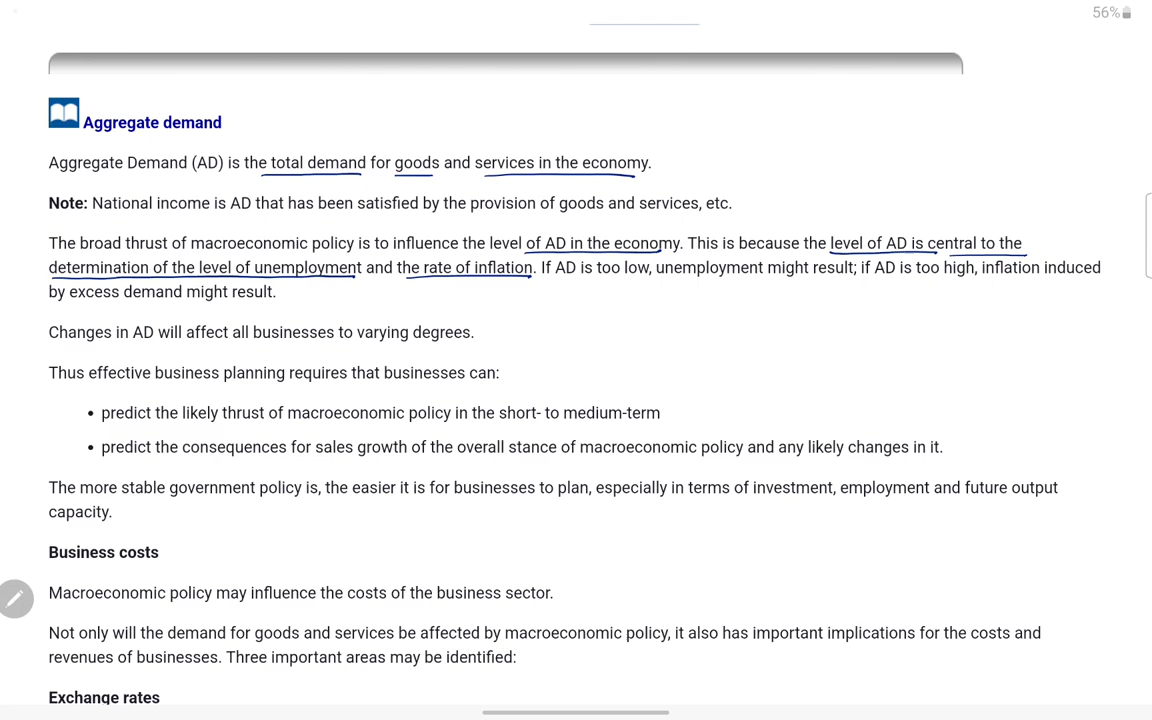 56%
Aggregate demand
Aggregate Demand (AD) is the total demand for goods and services in the economy.
Note: National income is AD that has been satisfied by the provision of goods and services, etc.
The broad thrust of macroeconomic policy is to influence the level of AD in the economy. This is because the level of AD is central to the
determination of the level of unemployment and the rate of inflation. If AD is too low, unemployment might result; if AD is too high, inflation induced
by excess demand might result.
Changes in AD will affect all businesses to varying degrees.
Thus effective business planning requires that businesses can:
• predict the likely thrust of macroeconomic policy in the short- to medium-term
• predict the consequences for sales growth of the overall stance of macroeconomic policy and any likely changes in it.
The more stable government policy is, the easier it is for businesses to plan, especially in terms of investment, employment and future output
capacity.
Business costs
Macroeconomic policy may influence the costs of the business sector.
Not only will the demand for goods and services be affected by macroeconomic policy, it also has important implications for the costs and
revenues of businesses. Three important areas may be identified:
Exchange rates